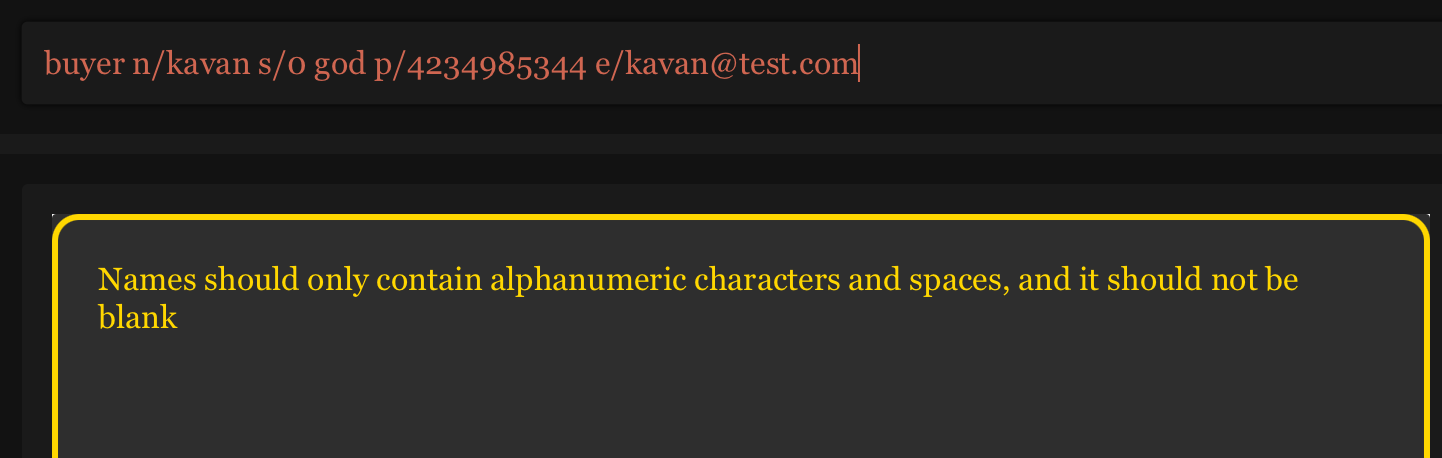 buyer n/kavan s/o god p/4234985344 e/kavan@test.com
Names should only contain alphanumeric characters and spaces, and it should not be
blank